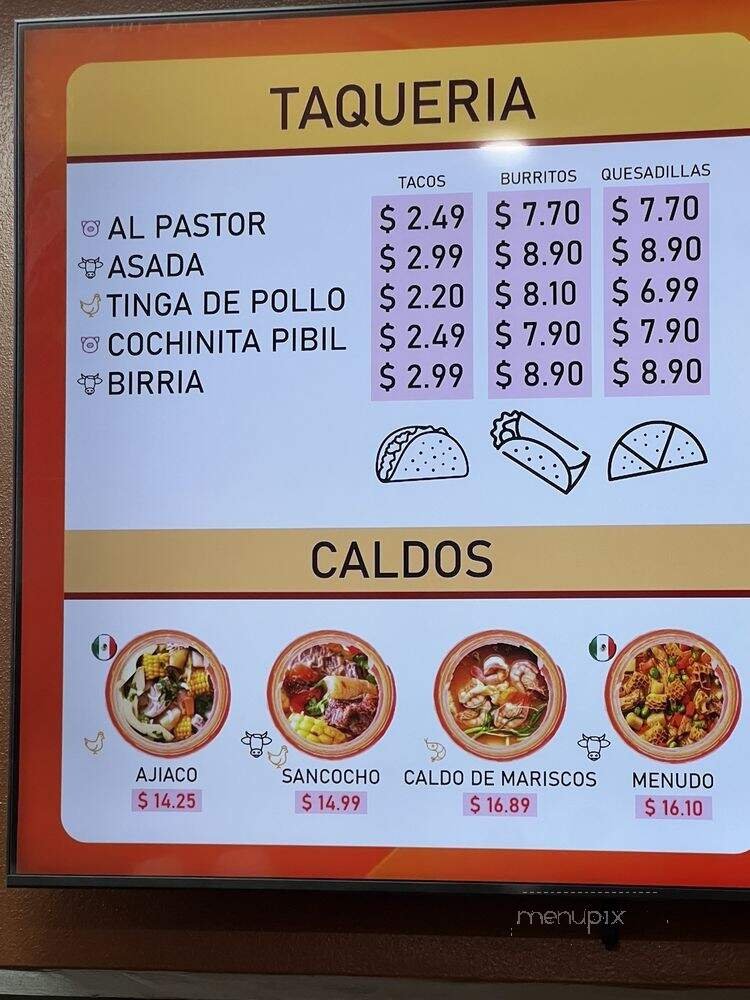 TAQUERIA
TACOS BURRITOS QUESADILLAS
AL PASTOR $ 2.49 $ 7.70 $ 7.70
ASADA $ 2.99 $ 8.90 $ 8.90
TINGA DE POLLO $ 2.20 $ 8.10 $ 6.99
COCHINITA PIBIL $ 2.49 $ 7.90 $ 7.90
BIRRIA $ 2.99 $ 8.90 $ 8.90
CALDOS
AJIACO SANCOCHO CALDO DE MARISCOS MENUDO
$ 14.25 $ 14.99 $ 16.89 $ 16.10
menupix